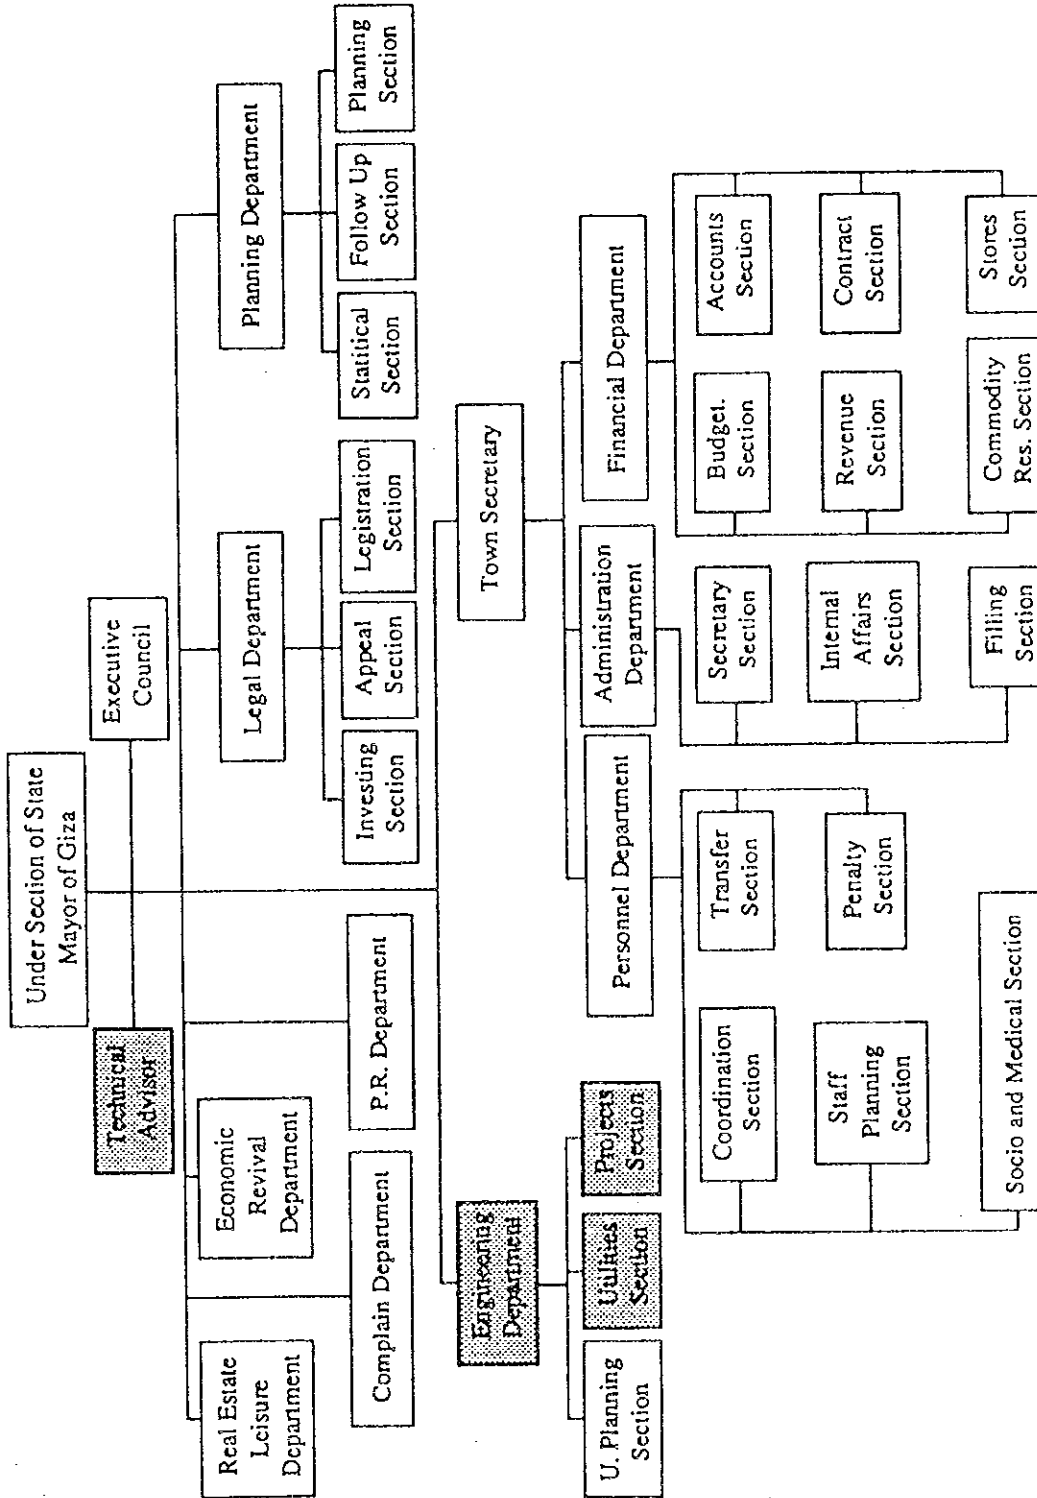 Under Section of State
Mayor of Giza
Technical
Advisor
Executive
Council
Real Estate
Leisure
Department
Economic
Revival
Department
Legal Department
Planning Department
Complain Department
P.R. Department
Investing
Section
Appeal
Section
Legistration
Section
Statitical
Section
Follow Up
Section
Planning
Section
Engineering
Department
Town Secretary
U. Planning
Section
Utilities
Section
Projects
Section
Personnel Department
Administration
Department
Financial Department
Coordination
Section
Transfer
Section
Secretary
Section
Budget.
Section
Accounts
Section
Staff
Planning
Section
Penalty
Section
Internal
Affairs
Section
Revenue
Section
Contract
Section
Socio and Medical Section
Filling
Section
Commodity
Res. Section
Stores
Section